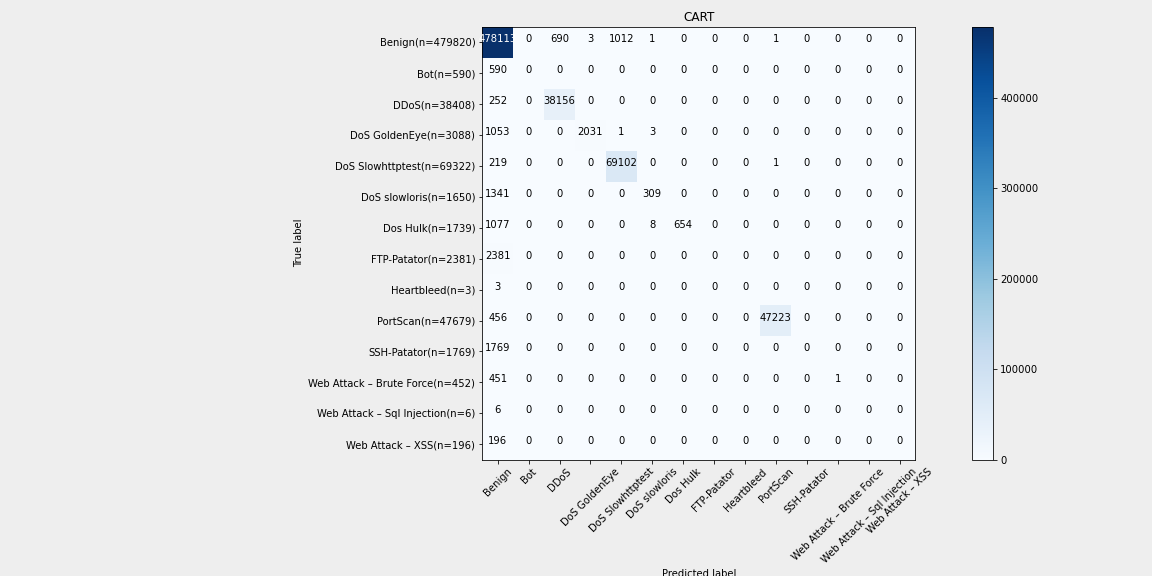 CART
Benign(n=479820) 478113 0 690 3 1012 1 0 0 0 1 0 0 0 0
Bot(n=590) 590 0 0 0 0 0 0 0 0 0 0 0 0 0
DDoS(n=38408) 252 0 38156 0 0 0 0 0 0 0 0 0 0 0
DoS GoldenEye(n=3088) 1053 0 0 2031 1 3 0 0 0 0 0 0 0 0
DoS Slowhttptest(n=69322) 219 0 0 0 69102 0 0 0 0 1 0 0 0 0
DoS slowloris(n=1650) 1341 0 0 0 0 309 0 0 0 0 0 0 0 0
Dos Hulk(n=1739) 1077 0 0 0 0 8 654 0 0 0 0 0 0 0
FTP-Patator(n=2381) 2381 0 0 0 0 0 0 0 0 0 0 0 0 0
Heartbleed(n=3) 3 0 0 0 0 0 0 0 0 0 0 0 0 0
PortScan(n=47679) 456 0 0 0 0 0 0 0 0 47223 0 0 0 0
SSH-Patator(n=1769) 1769 0 0 0 0 0 0 0 0 0 0 0 0 0
Web Attack – Brute Force(n=452) 451 0 0 0 0 0 0 0 0 0 0 1 0 0
Web Attack – Sql Injection(n=6) 6 0 0 0 0 0 0 0 0 0 0 0 0 0
Web Attack – XSS(n=196) 196 0 0 0 0 0 0 0 0 0 0 0 0 0
True label
Benign
Bot
DDoS
DoS GoldenEye
DoS Slowhttptest
DoS slowloris
Dos Hulk
FTP-Patator
Heartbleed
PortScan
SSH-Patator
Web Attack – Brute Force
Web Attack – Sql Injection
Web Attack – XSS
Predicted label
400000
300000
200000
100000
0